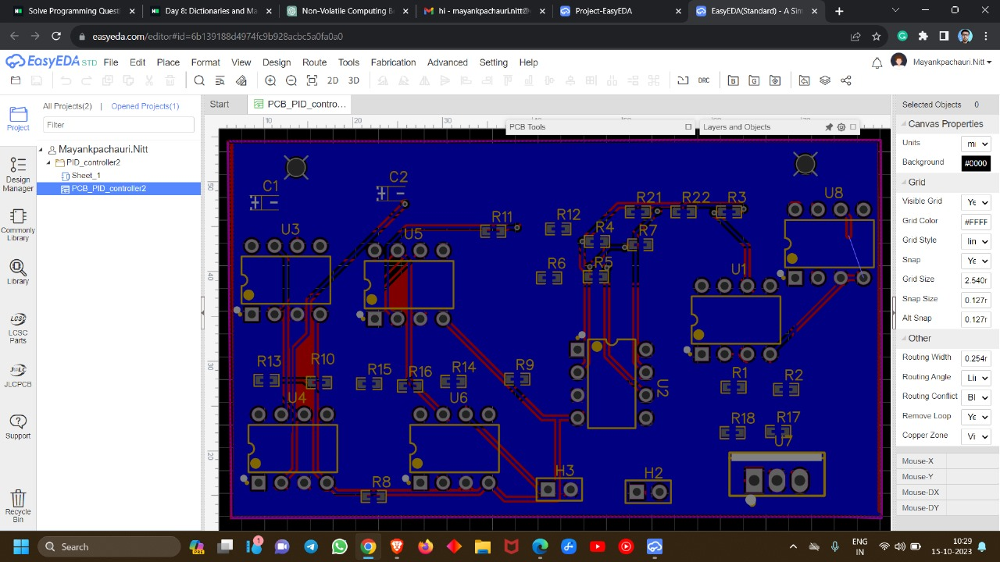 Solve Programming Questi
Day 8: Dictionaries and Ma
Non-Volatile Computing B
hi - mayankpachauri.nitt@
Project-EasyEDA
EasyEDA(Standard) - A Sim
easyeda.com/editor#id=6b139188d4974fc9b928acbc5a0fa0a0
EasyEDA STD File Edit Place Format View Design Route Tools Fabrication Advanced Setting Help
Mayankpachauri.Nitt
2D 3D DRC
Project
Design Manager
Commonly Library
Library
LCSC Parts
JLCPCB
Support
Recycle Bin
All Projects(2) | Opened Projects(1)
Filter
Mayankpachauri.Nitt
PID_controller2
Sheet_1
PCB_PID_controller2
Start
PCB_PID_contro...
10 20 30
PCB Tools
Layers and Objects
50
40
30
20
C1
C2
U8
R21 R22 R3
R11 R12
U3 U5
R4 R7
R6 R5 U1
R13 R10 R15 R16 R14 R9
U2
R1 R2
U4 U6
R18 R17
U7
R8 H3 H2
Selected Objects 0
Canvas Properties
Units mi
Background #0000
Grid
Visible Grid Ye
Grid Color #FFFF
Grid Style lin
Snap Ye
Grid Size 2.540r
Snap Size 0.127r
Alt Snap 0.127r
Other
Routing Width 0.254r
Routing Angle Li
Routing Conflict Bl
Remove Loop Ye
Copper Zone Vi
Mouse-X
Mouse-Y
Mouse-DX
Mouse-DY
Search
PRE
1
ENG
IN
10:29
15-10-2023